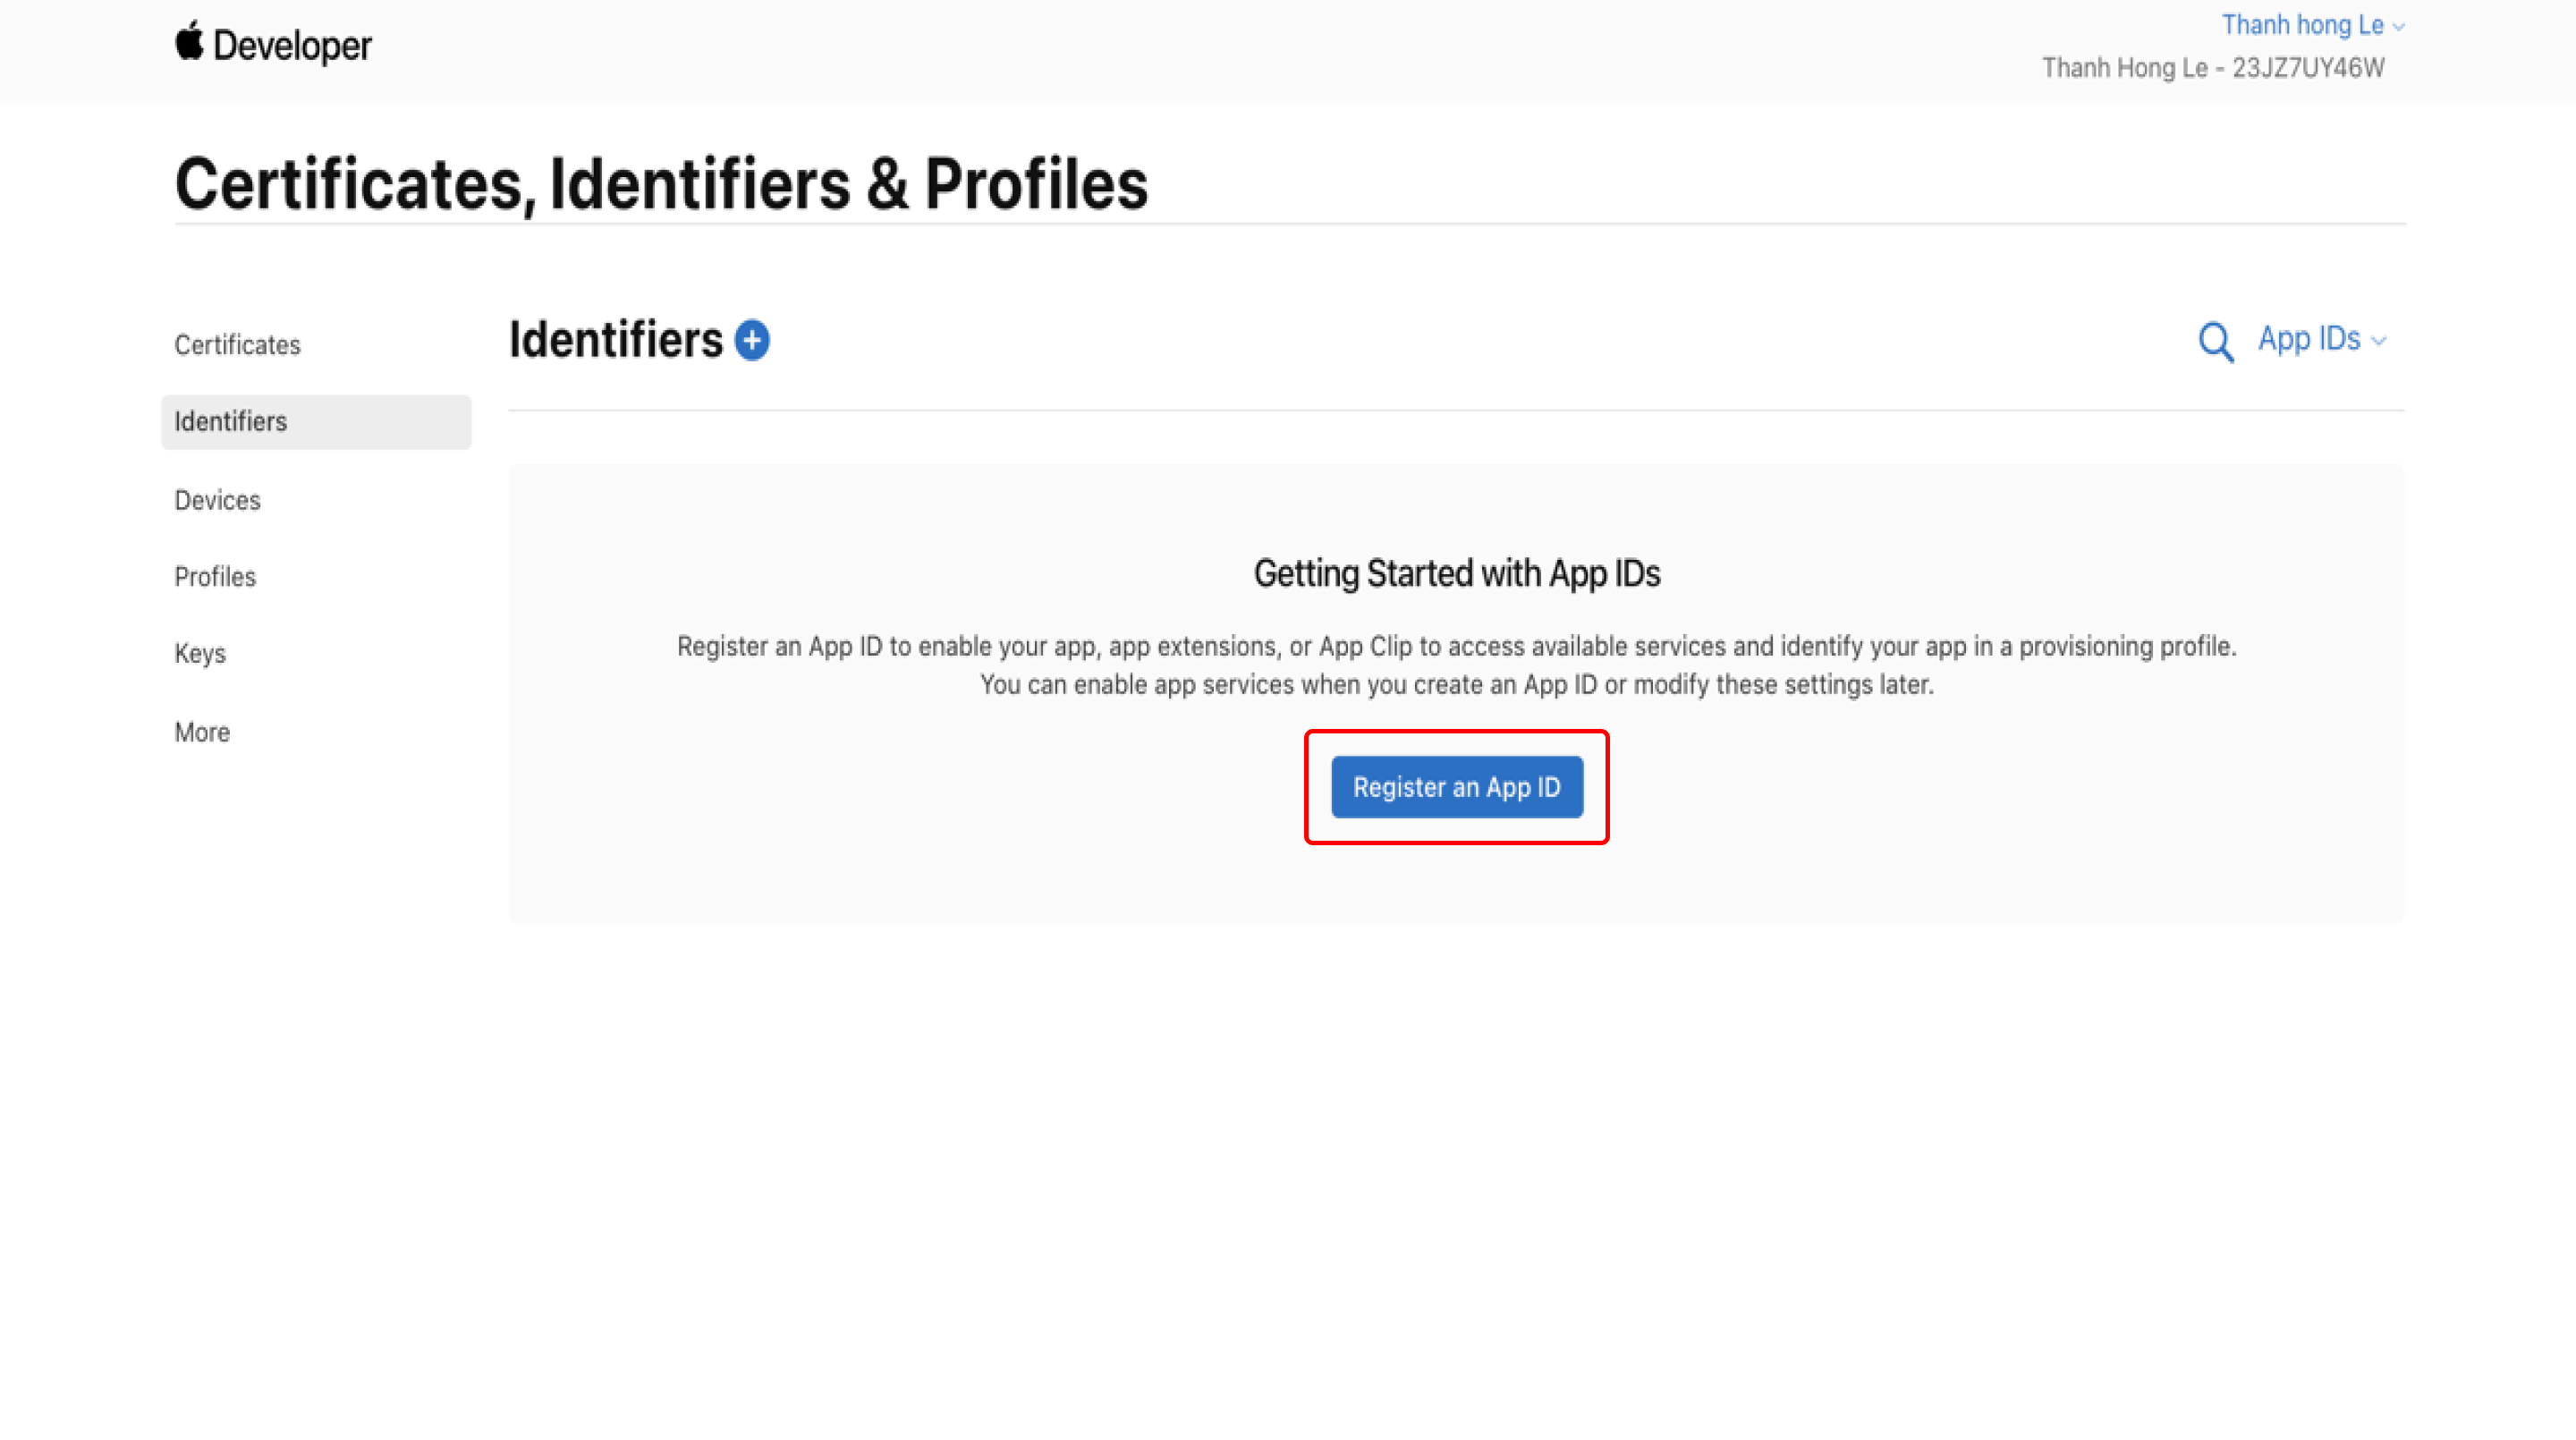 Developer
Thanh hong Le
Thanh Hong Le - 23JZ7UY46W
Certificates, Identifiers & Profiles
Certificates
Identifiers
Devices
Profiles
Keys
More
Identifiers
App IDs
Getting Started with App IDs
Register an App ID to enable your app, app extensions, or App Clip to access available services and identify your app in a provisioning profile.
You can enable app services when you create an App ID or modify these settings later.
Register an App ID